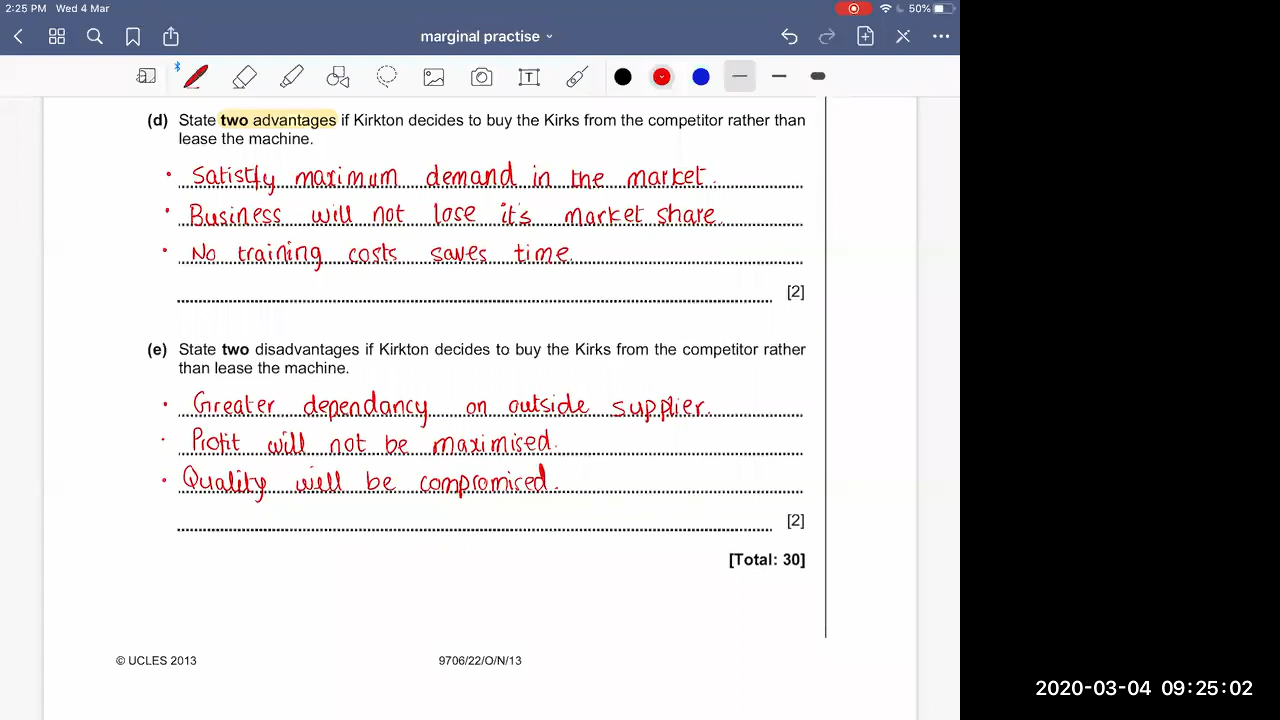 2:25 PM Wed 4 Mar
50%
marginal practise
(d) State two advantages if Kirkton decides to buy the Kirks from the competitor rather than
lease the machine.
• Satistfy maximum demand in the market.
• Business will not lose it's market share.
• No training costs saves time.
[2]
(e) State two disadvantages if Kirkton decides to buy the Kirks from the competitor rather
than lease the machine.
• Greater dependancy on outside supplier.
• Profit will not be maximised.
• Quality will be compromised.
[2]
[Total: 30]
© UCLES 2013 9706/22/O/N/13
2020-03-04 09:25:02